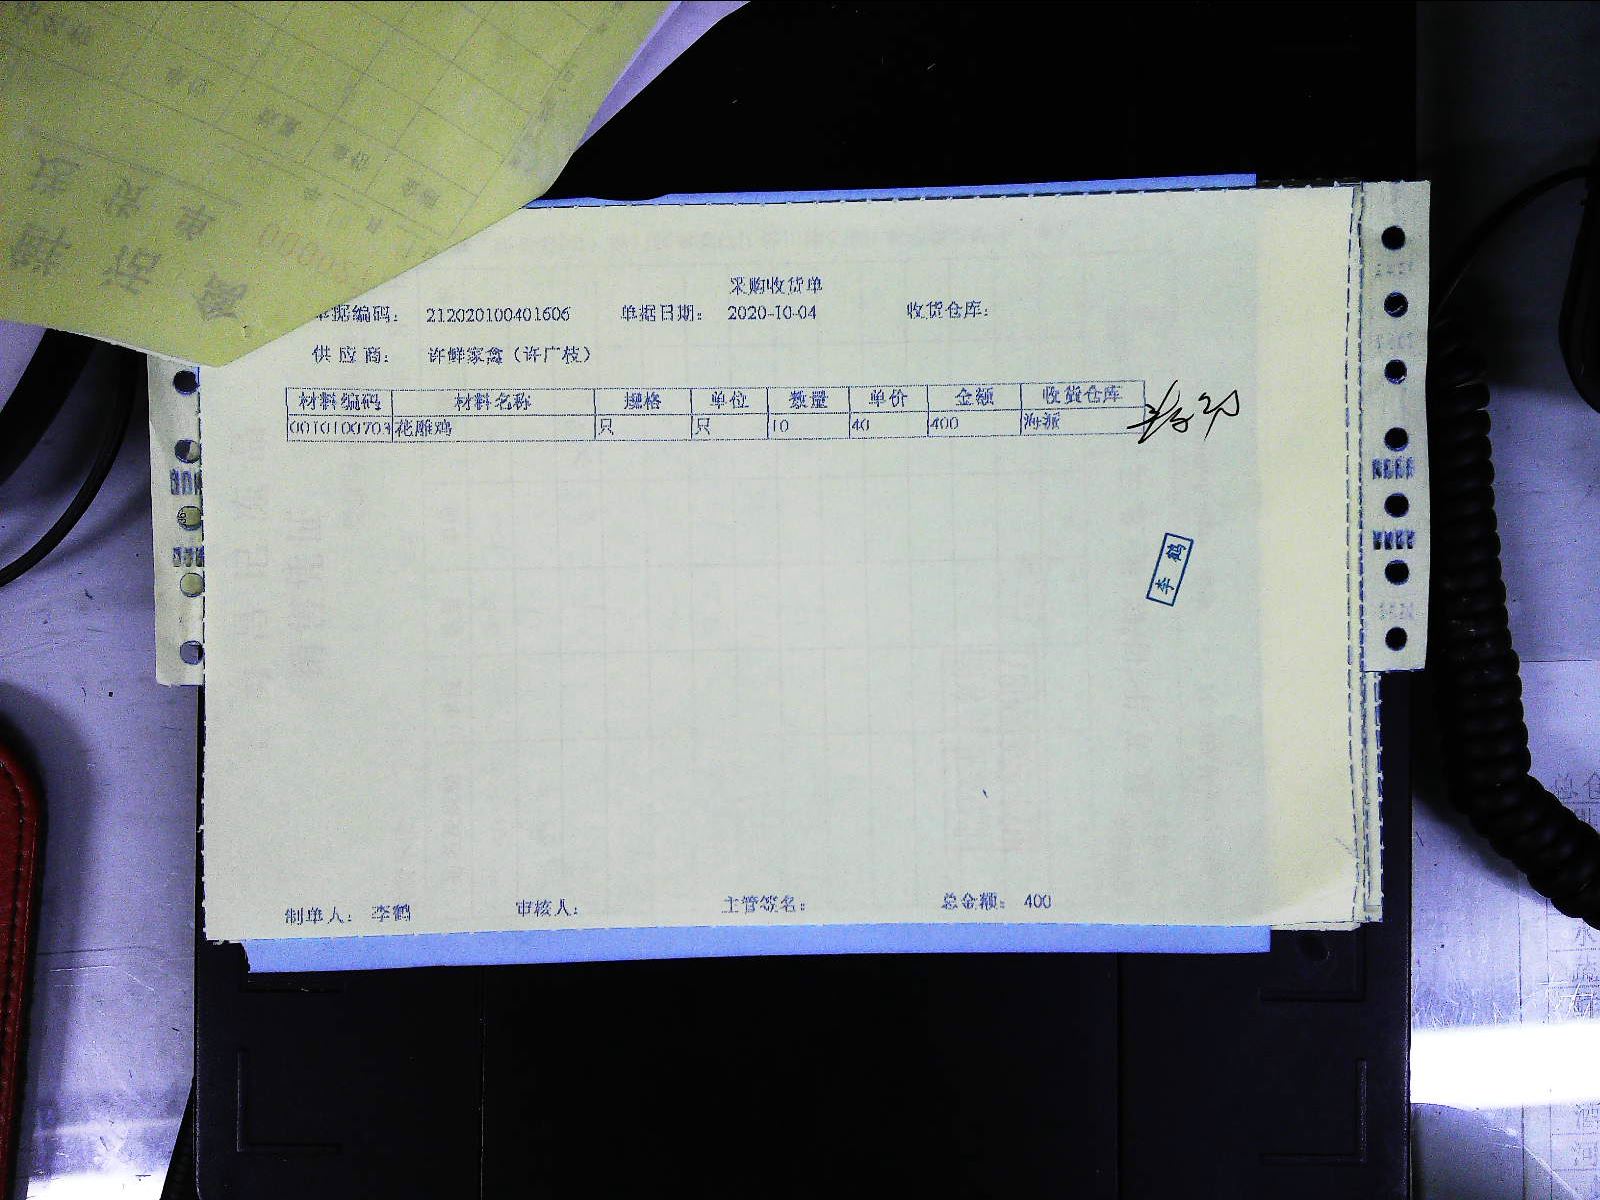 采购收货单
单据编码： 212020100401606 单据日期： 2020-10-04 收货仓库：
供应商： 许鲜家禽（许广枝）
材料编码 材料名称 规格 单位 数量 单价 金额 收货仓库
0010100703 花雕鸡 只 只 10 40 400 海派
李鹤
制单人： 李鹤 审核人： 主管签名： 总金额： 400